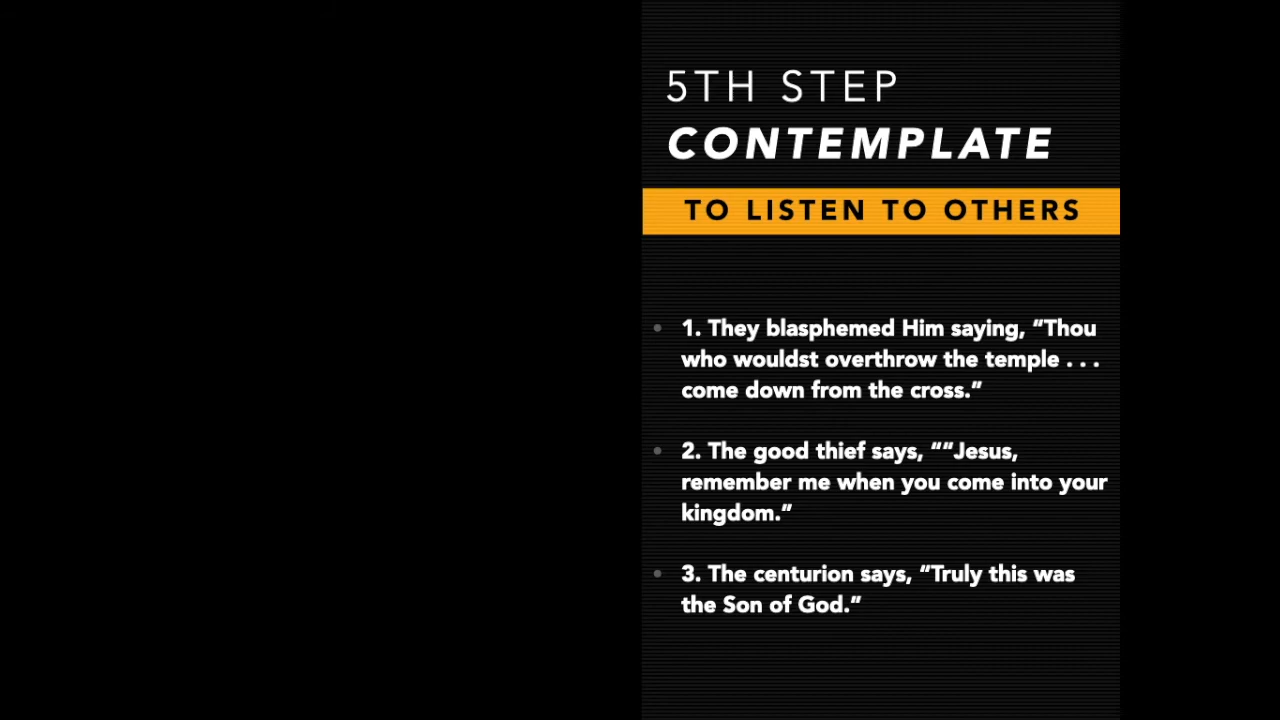 5TH STEP
CONTEMPLATE
TO LISTEN TO OTHERS
• 1. They blasphemed Him saying, “Thou
who wouldst overthrow the temple . . .
come down from the cross.”
• 2. The good thief says, ““Jesus,
remember me when you come into your
kingdom.”
• 3. The centurion says, “Truly this was
the Son of God.”